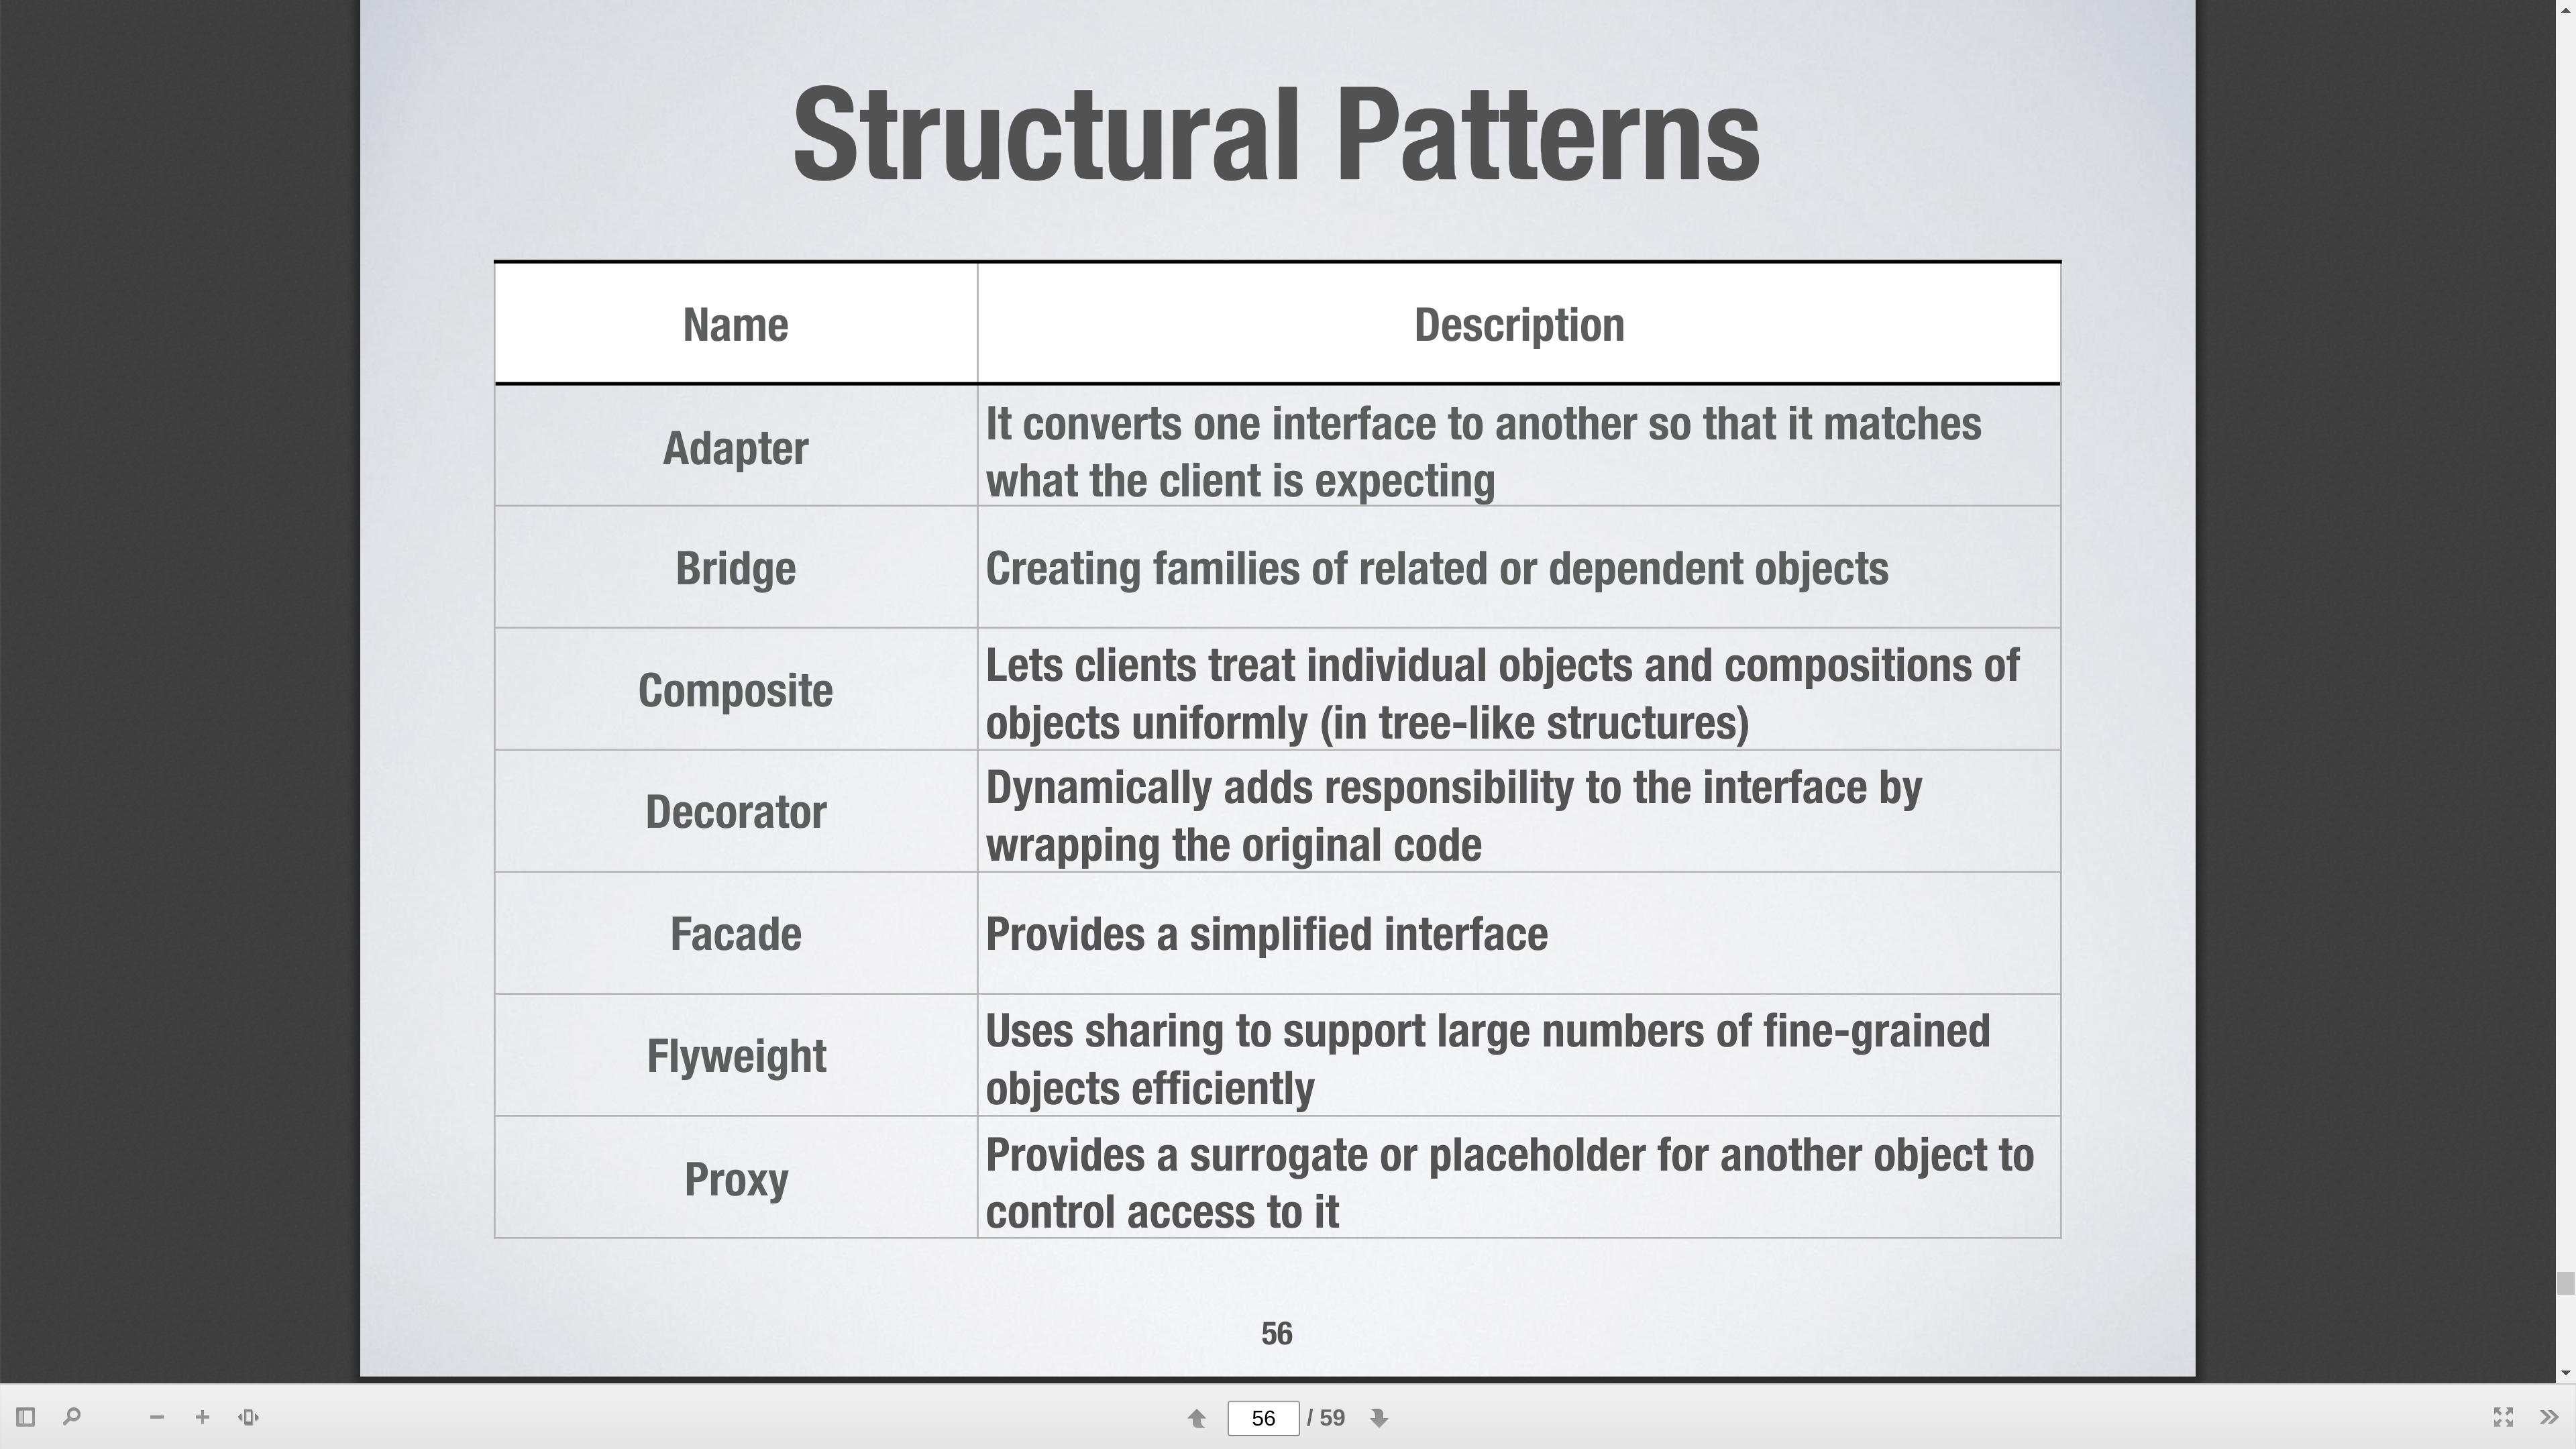 Structural Patterns
Name
Description
Adapter
It converts one interface to another so that it matches
what the client is expecting
Bridge
Creating families of related or dependent objects
Composite
Lets clients treat individual objects and compositions of
objects uniformly (in tree-like structures)
Decorator
Dynamically adds responsibility to the interface by
wrapping the original code
Facade
Provides a simplified interface
Flyweight
Uses sharing to support large numbers of fine-grained
objects efficiently
Proxy
Provides a surrogate or placeholder for another object to
control access to it
56
56 / 59